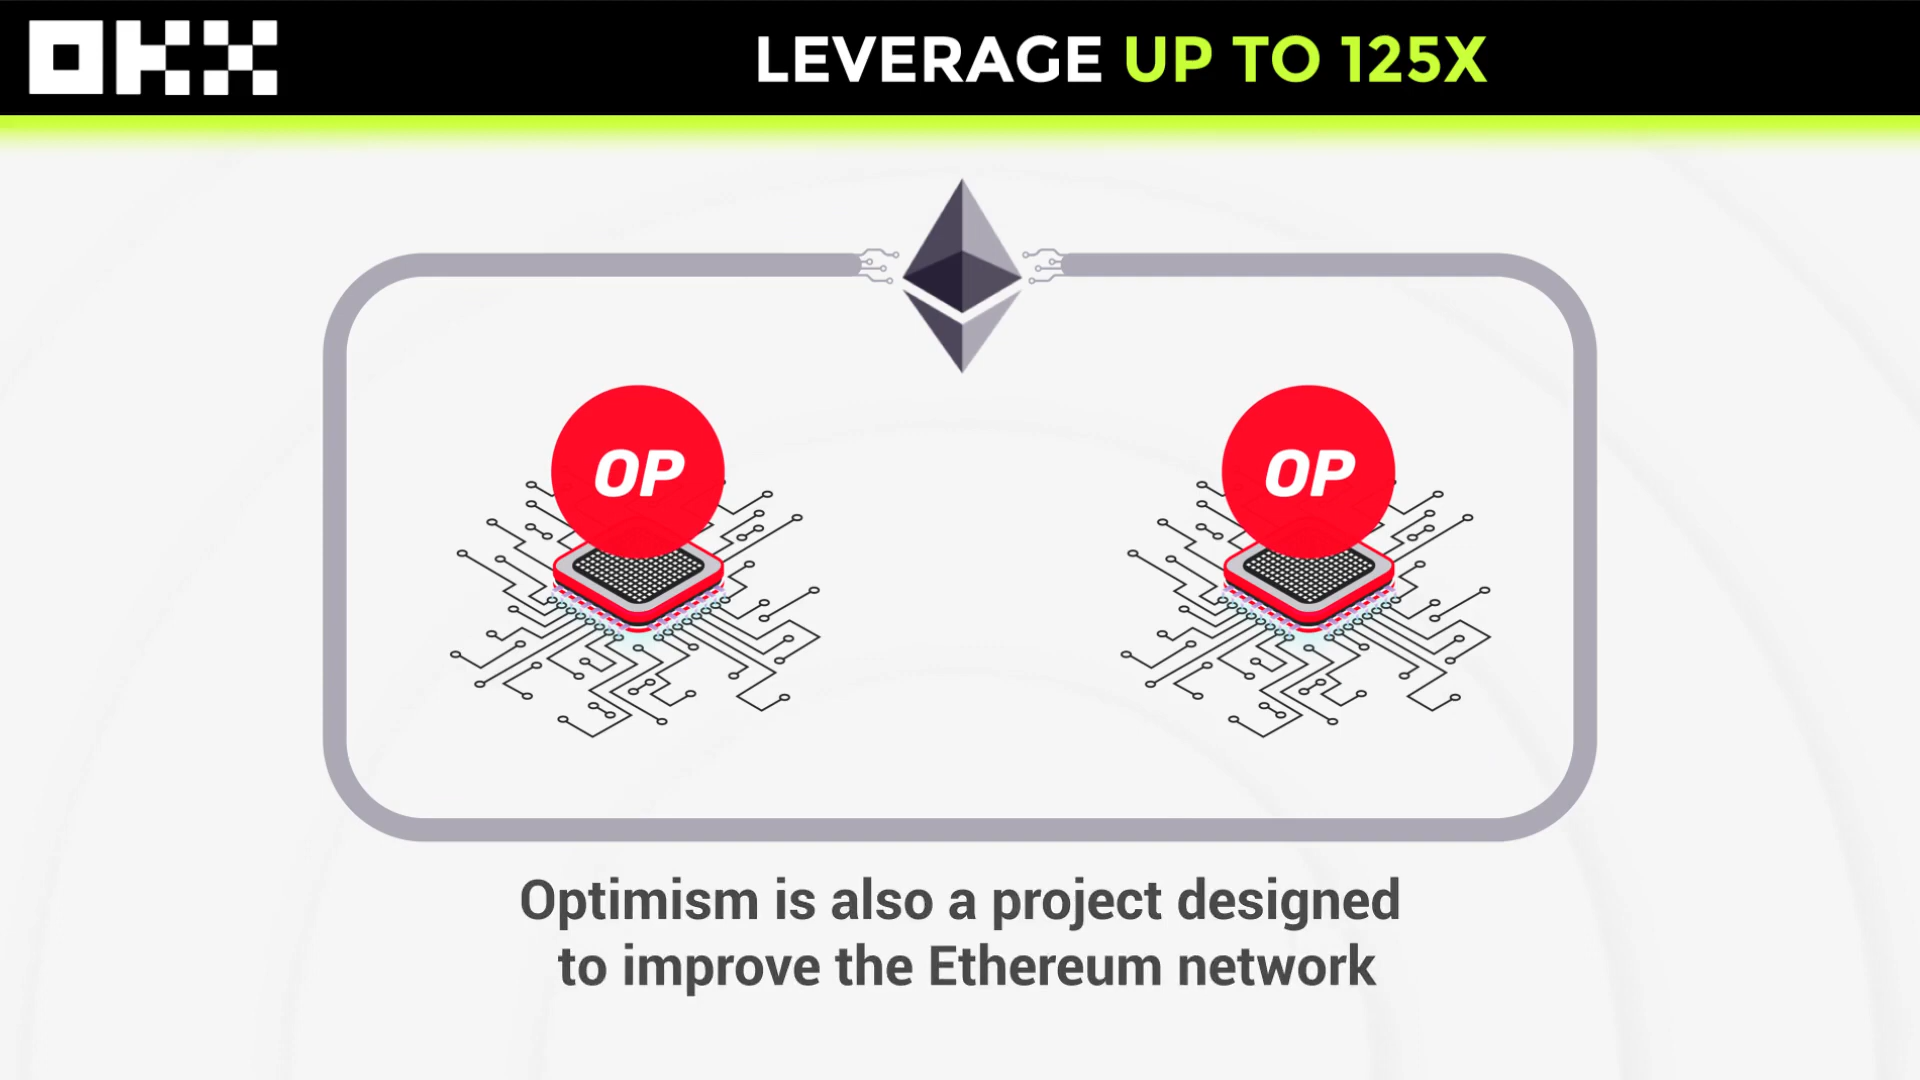 OKX
LEVERAGE UP TO 125X
OP
OP
Optimism is also a project designed
to improve the Ethereum network